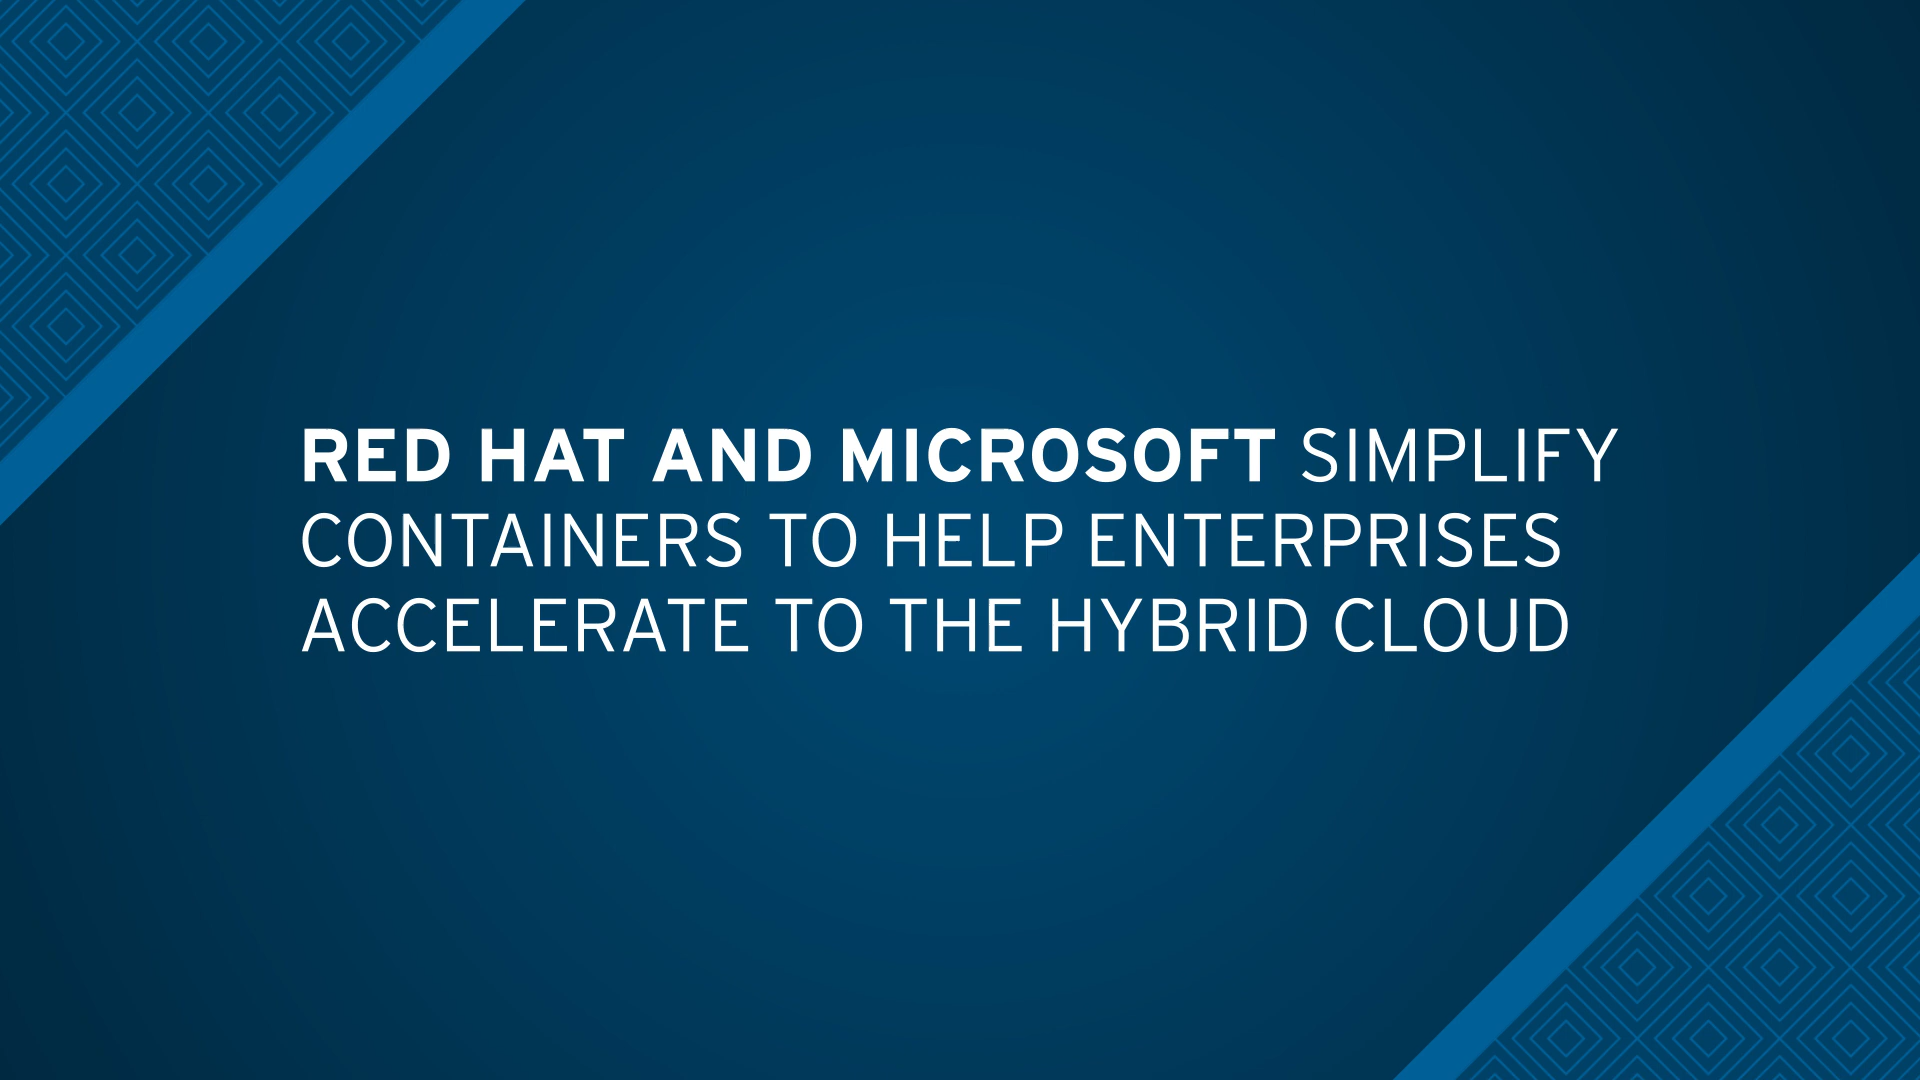 RED HAT AND MICROSOFT SIMPLIFY
CONTAINERS TO HELP ENTERPRISES
ACCELERATE TO THE HYBRID CLOUD